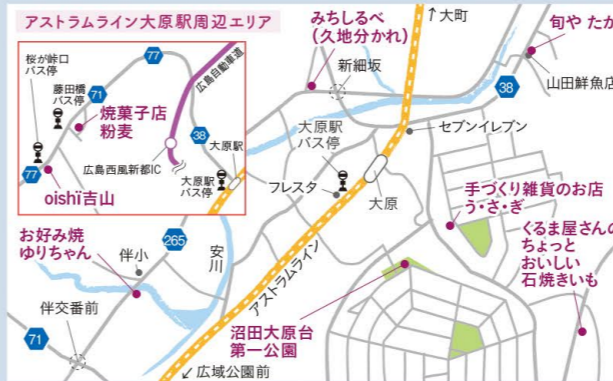 アストラムライン大原駅周辺エリア
桜が峠口
バス停
藤田橋
バス停
77
71
焼菓子店
粉麦
広島自動車道
38
大原駅
広島西風新都IC
大原駅
バス停
77
oishï吉山
みちしるべ
(久地分かれ)
↑大町
新細坂
旬や たか
山田鮮魚店
38
セブンイレブン
大原駅
バス停
フレスタ
大原
手づくり雑貨のお店
う・さ・ぎ
くるま屋さんの
ちょっと
おいしい
石焼きいも
お好み焼
ゆりちゃん
伴小
265
安川
アストラムライン
伴交番前
71
沼田大原台
第一公園
↙広域公園前